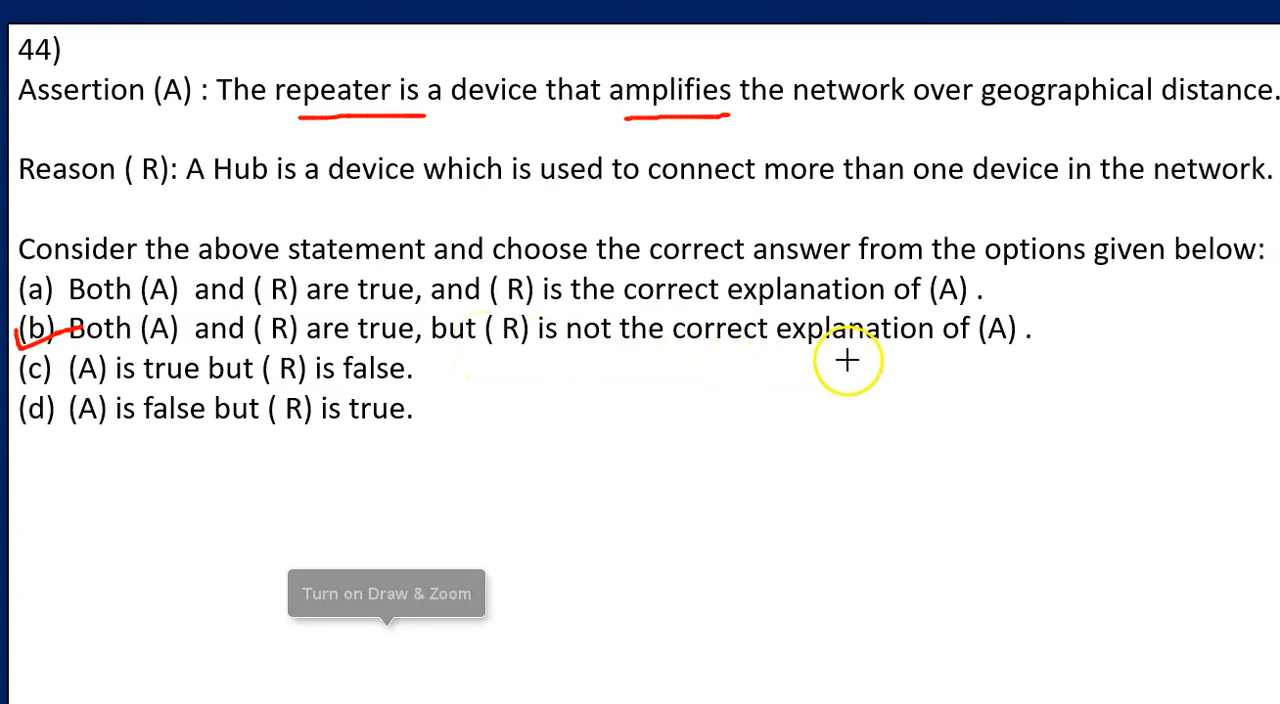 44)
Assertion (A) : The repeater is a device that amplifies the network over geographical distance.
Reason ( R): A Hub is a device which is used to connect more than one device in the network.
Consider the above statement and choose the correct answer from the options given below:
(a) Both (A) and ( R) are true, and ( R) is the correct explanation of (A) .
(b) Both (A) and ( R) are true, but ( R) is not the correct explanation of (A) .
(c) (A) is true but ( R) is false.
(d) (A) is false but ( R) is true.
Turn on Draw & Zoom